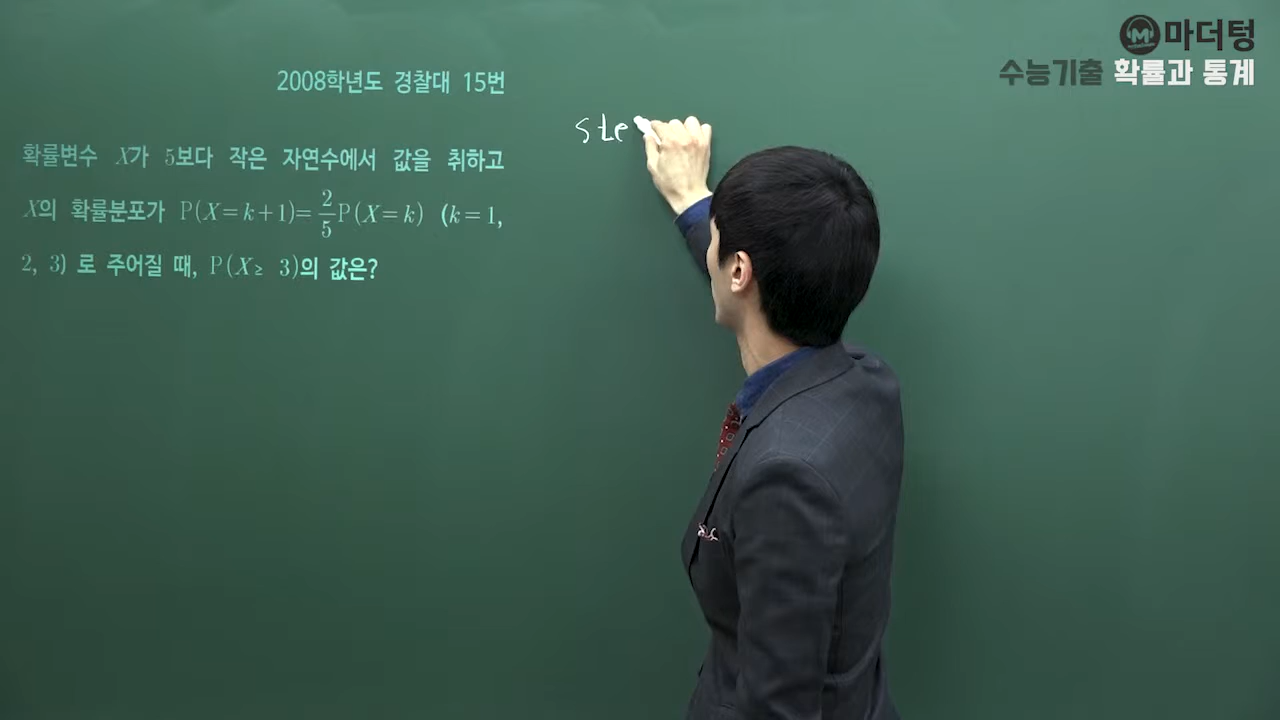 마더텅
수능기출 확률과 통계
2008학년도 경찰대 15번
확률변수 X가 5보다 작은 자연수에서 값을 취하고
X의 확률분포가 P(X=k+1)=\frac{2}{5}P(X=k) (k=1,
2, 3) 로 주어질 때, P(X≥ 3)의 값은?
ste